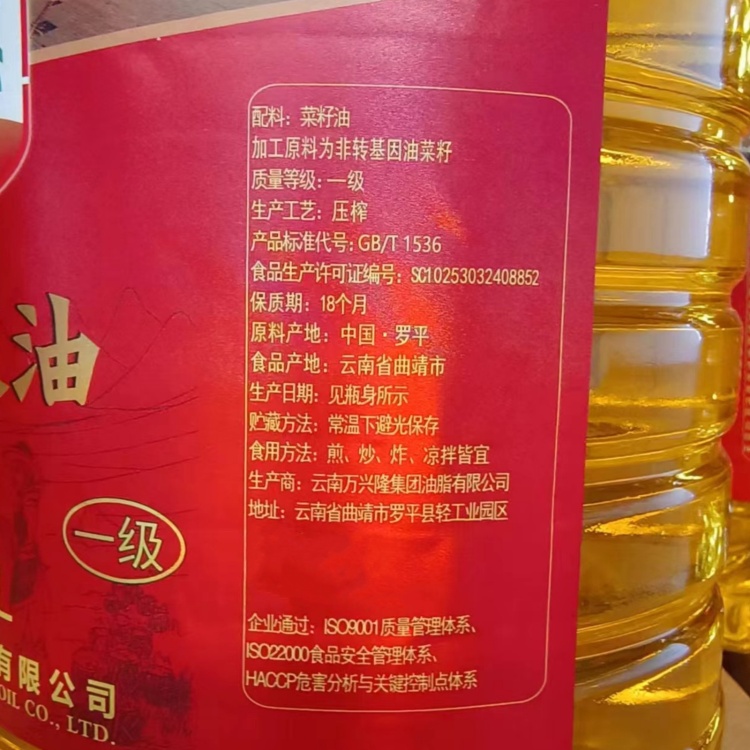 配料：菜籽油
加工原料为非转基因油菜籽
质量等级：一级
生产工艺：压榨
产品标准代号：GB/T 1536
食品生产许可证编号：SC10253032408852
保质期：18个月
原料产地：中国·罗平
食品产地：云南省曲靖市
生产日期：见瓶身所示
贮藏方法：常温下避光保存
食用方法：煎、炒、炸、凉拌皆宜
生产商：云南万兴隆集团油脂有限公司
地址：云南省曲靖市罗平县轻工业园区
企业通过：ISO9001质量管理体系、
ISO22000食品安全管理体系、
HACCP危害分析与关键控制点体系
油
一级
有限公司
OIL CO., LTD.